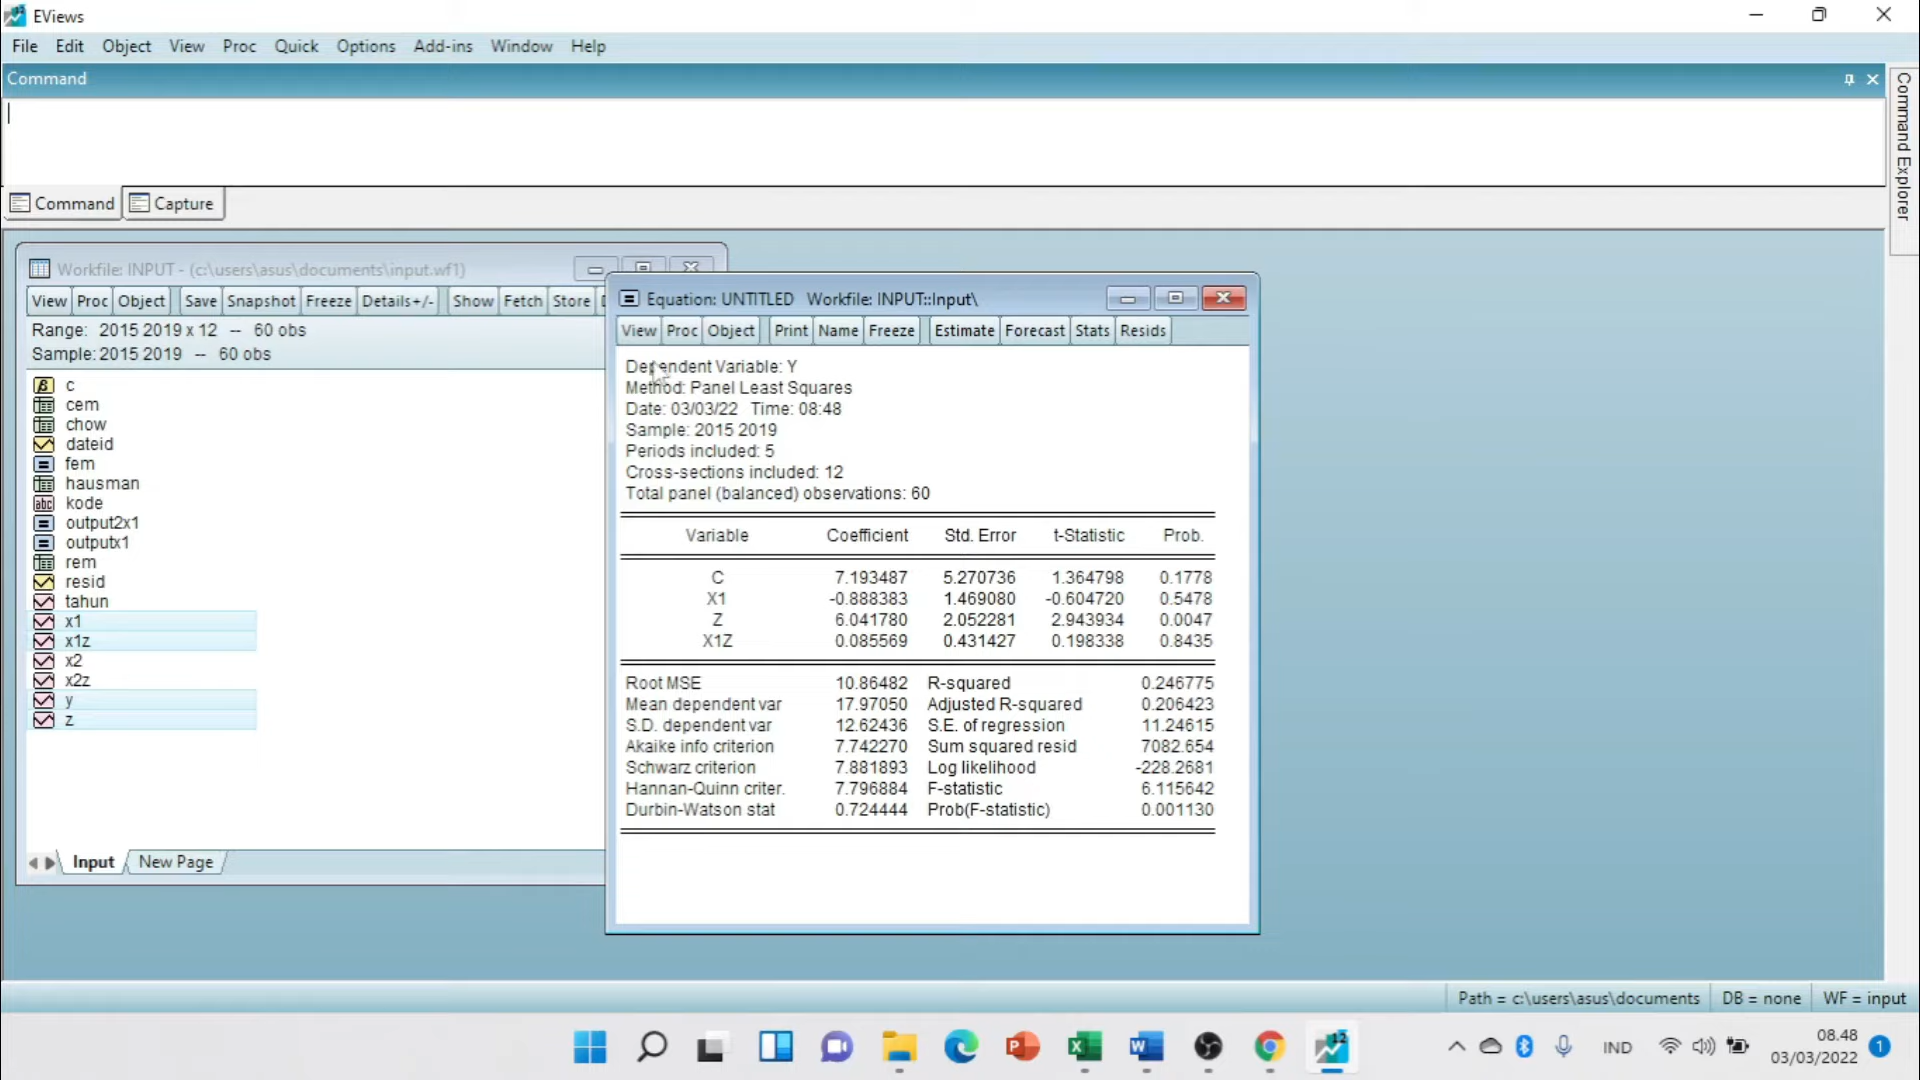 EViews
File Edit Object View Proc Quick Options Add-ins Window Help
Command
Command Explorer
Command Capture
Workfile: INPUT - (c:\users\asus\documents\input.wf1)
View Proc Object Save Snapshot Freeze Details+/- Show Fetch Store
Range: 2015 2019 x 12 -- 60 obs
Sample: 2015 2019 -- 60 obs
c
cem
chow
dateid
fem
hausman
abc kode
output2x1
outputx1
rem
resid
tahun
x1
x1z
x2
x2z
y
z
Input New Page
Equation: UNTITLED Workfile: INPUT::Input\
View Proc Object Print Name Freeze Estimate Forecast Stats Resids
Dependent Variable: Y
Method: Panel Least Squares
Date: 03/03/22 Time: 08:48
Sample: 2015 2019
Periods included: 5
Cross-sections included: 12
Total panel (balanced) observations: 60
Variable Coefficient Std. Error t-Statistic Prob.
C 7.193487 5.270736 1.364798 0.1778
X1 -0.888383 1.469080 -0.604720 0.5478
Z 6.041780 2.052281 2.943934 0.0047
X1Z 0.085569 0.431427 0.198338 0.8435
Root MSE 10.86482 R-squared 0.246775
Mean dependent var 17.97050 Adjusted R-squared 0.206423
S.D. dependent var 12.62436 S.E. of regression 11.24615
Akaike info criterion 7.742270 Sum squared resid 7082.654
Schwarz criterion 7.881893 Log likelihood -228.2681
Hannan-Quinn criter. 7.796884 F-statistic 6.115642
Durbin-Watson stat 0.724444 Prob(F-statistic) 0.001130
Path = c:\users\asus\documents DB = none WF = input
IND
08.48
03/03/2022
1